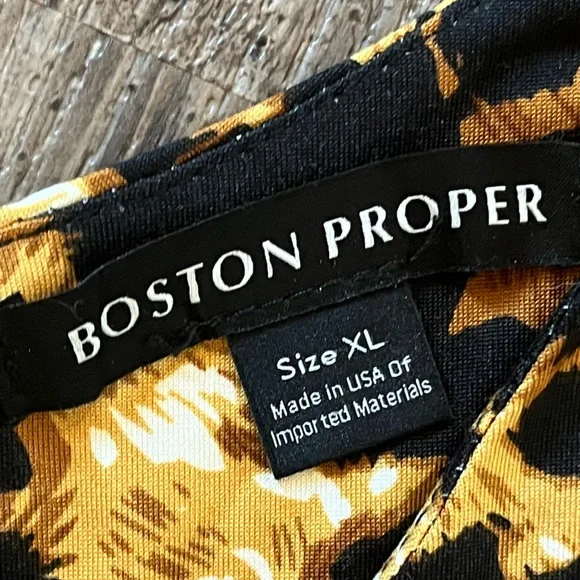 BOSTON PROPER
Size XL
Made in USA Of
Imported Materials